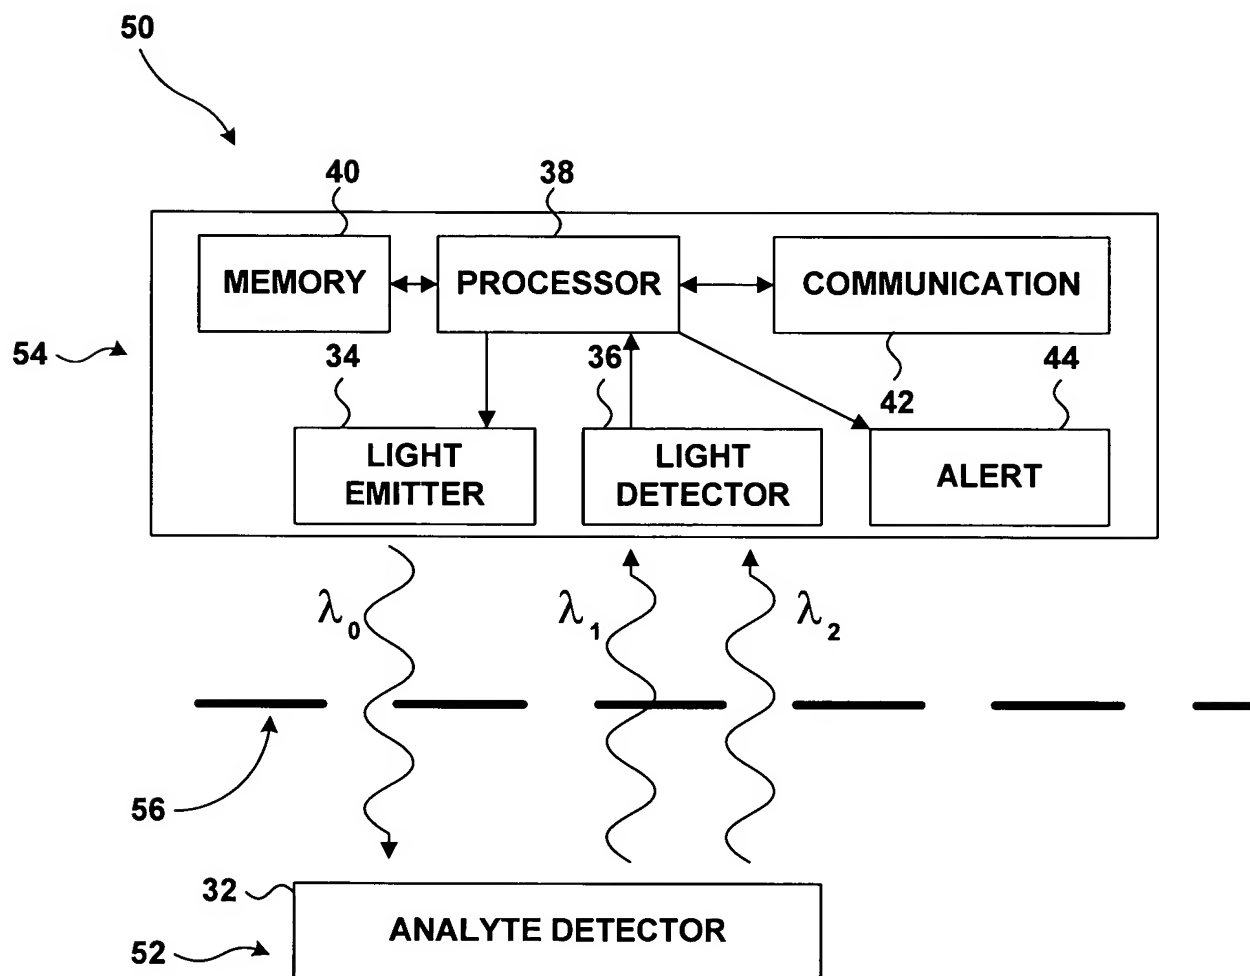 50
40
38
MEMORY
PROCESSOR
COMMUNICATION
54
34
36
42
44
LIGHT
EMITTER
LIGHT
DETECTOR
ALERT
λ0
λ1
λ2
56
32
ANALYTE DETECTOR
52